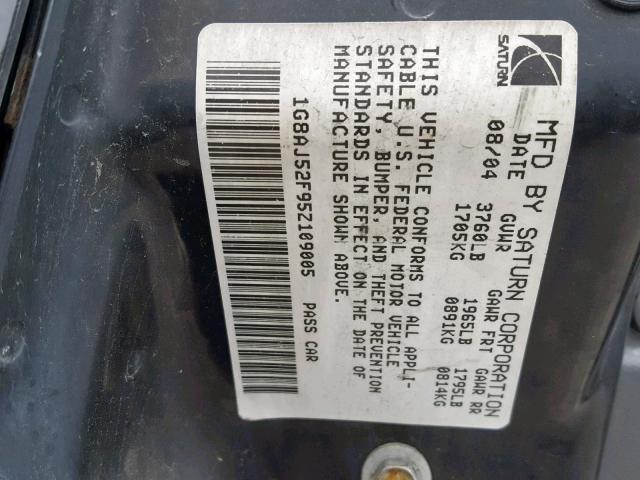 SATURN
MFD BY SATURN CORPORATION
DATE GVWR GAWR FRT GAWR RR
08/04 3760LB 1965LB 1795LB
1705KG 0891KG 0814KG
THIS VEHICLE CONFORMS TO ALL APPLI-
CABLE U.S. FEDERAL MOTOR VEHICLE
SAFETY, BUMPER, AND THEFT PREVENTION
STANDARDS IN EFFECT ON THE DATE OF
MANUFACTURE SHOWN ABOVE.
1G8AJ52F95Z109005 PASS CAR